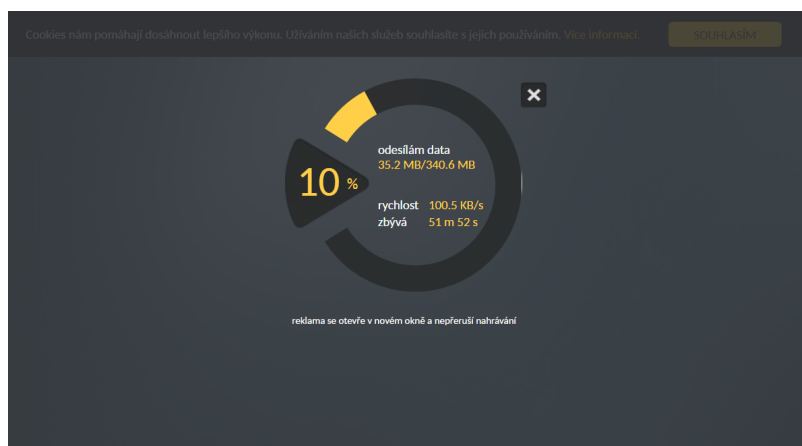 Cookies nám pomáhají dosáhnout lepšího výkonu. Užíváním našich služeb souhlasíte s jejich používáním. Více informací.
SOUHLASÍM
10 %
odesílám data
35.2 MB/340.6 MB
rychlost 100.5 KB/s
zbývá 51 m 52 s
reklama se otevře v novém okně a nepřeruší nahrávání